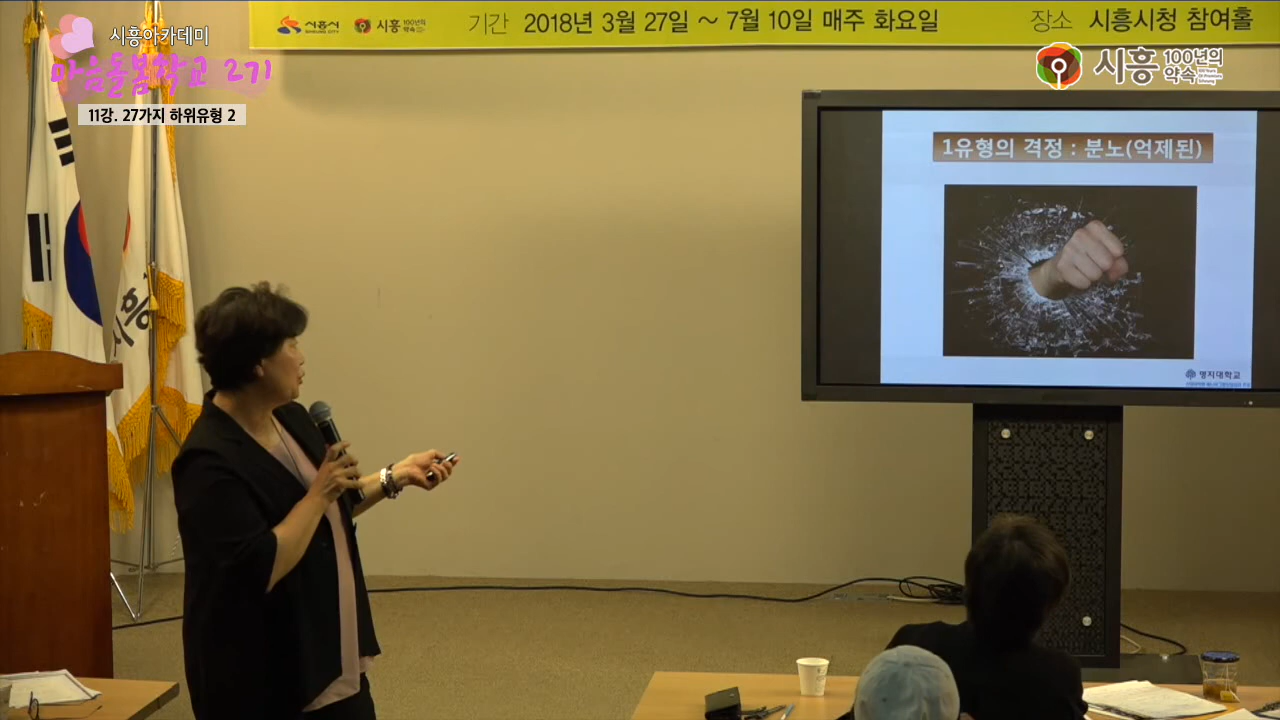 시흥아카데미
마음돌봄학교 2기
11강. 27가지 하위유형 2
시흥시
시흥 100년의 약속
기간 2018년 3월 27일 ~ 7월 10일 매주 화요일
장소 시흥시청 참여홀
시흥 100년의 약속
1유형의 격정 : 분노(억제된)
명지대학교